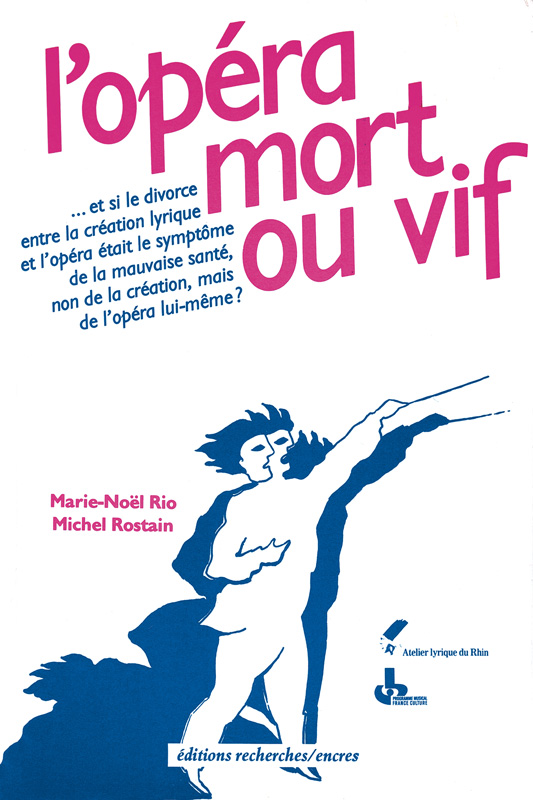 l'opéra
mort
ou vif
... et si le divorce
entre la création lyrique
et l'opéra était le symptôme
de la mauvaise santé,
non de la création, mais
de l'opéra lui-même ?
Marie-Noël Rio
Michel Rostain
Atelier lyrique du Rhin
PROGRAMME MUSICAL
FRANCE CULTURE
éditions recherches/encres